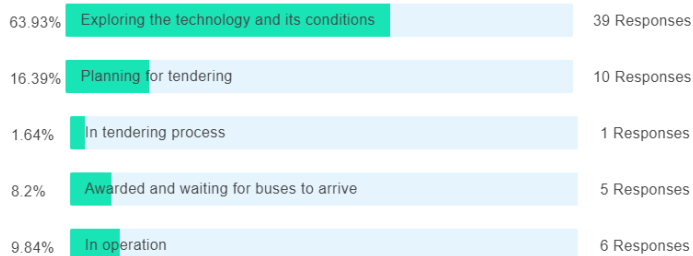 63.93% Exploring the technology and its conditions 39 Responses
16.39% Planning for tendering 10 Responses
1.64% In tendering process 1 Responses
8.2% Awarded and waiting for buses to arrive 5 Responses
9.84% In operation 6 Responses